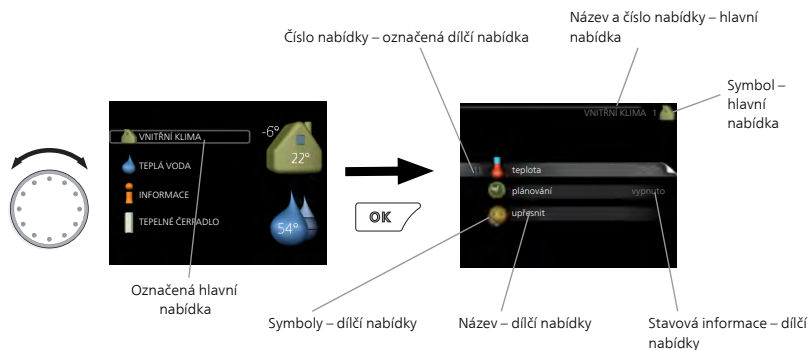 Název a číslo nabídky – hlavní
nabídka
Číslo nabídky – označená dílčí nabídka
Symbol –
hlavní
nabídka
VNITŘNÍ KLIMA 1
VNITŘNÍ KLIMA
-6°
22°
TEPLÁ VODA
INFORMACE
TEPELNÉ ČERPADLO
54°
OK
teplota
plánování
vypnuto
upřesnit
Označená hlavní
nabídka
Symboly – dílčí nabídky
Název – dílčí nabídky
Stavová informace – dílčí
nabídky